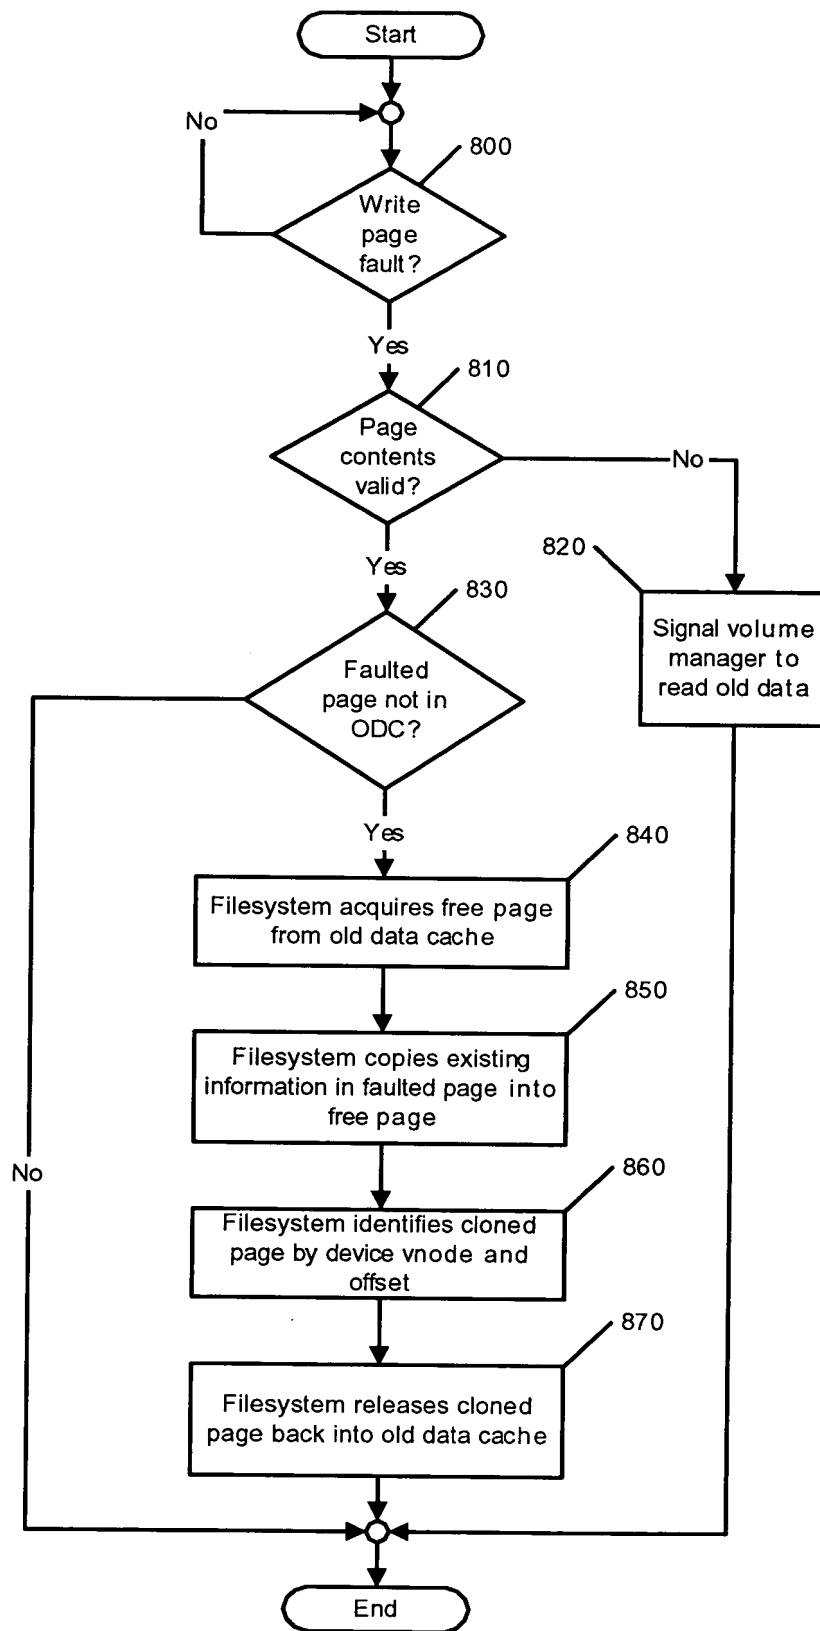 Start
No
800
Write
page
fault?
Yes
810
Page
contents
valid?
No
Yes
820
830
Signal volume
manager to
read old data
Faulted
page not in
ODC?
Yes
840
Filesystem acquires free page
from old data cache
850
Filesystem copies existing
information in faulted page into
free page
No
860
Filesystem identifies cloned
page by device vnode and
offset
870
Filesystem releases cloned
page back into old data cache
End